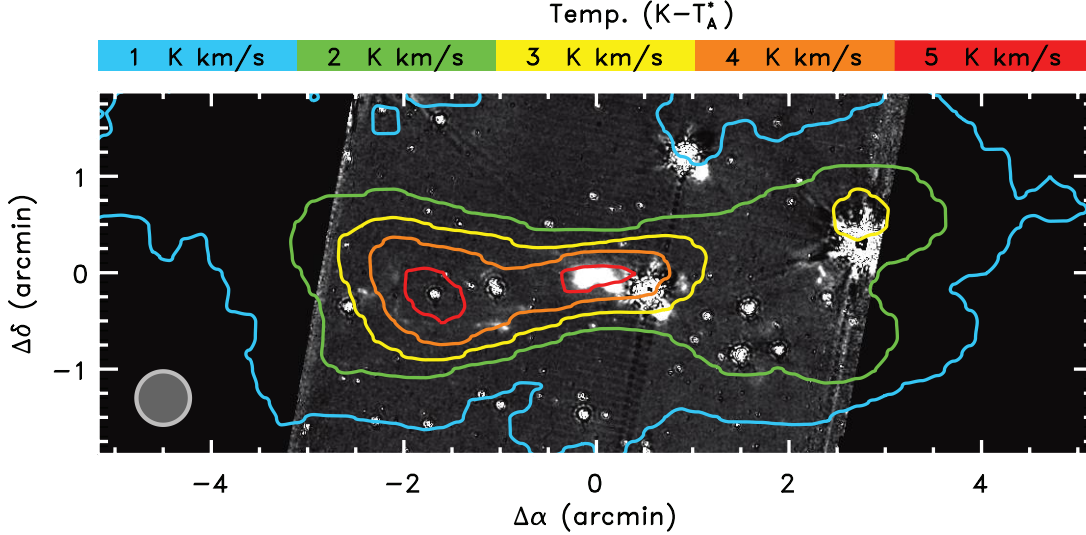 Temp. (K−T*A)
1 K km/s 2 K km/s 3 K km/s 4 K km/s 5 K km/s
Δδ (arcmin)
1
0
−1
−4 −2 0 2 4
Δα (arcmin)